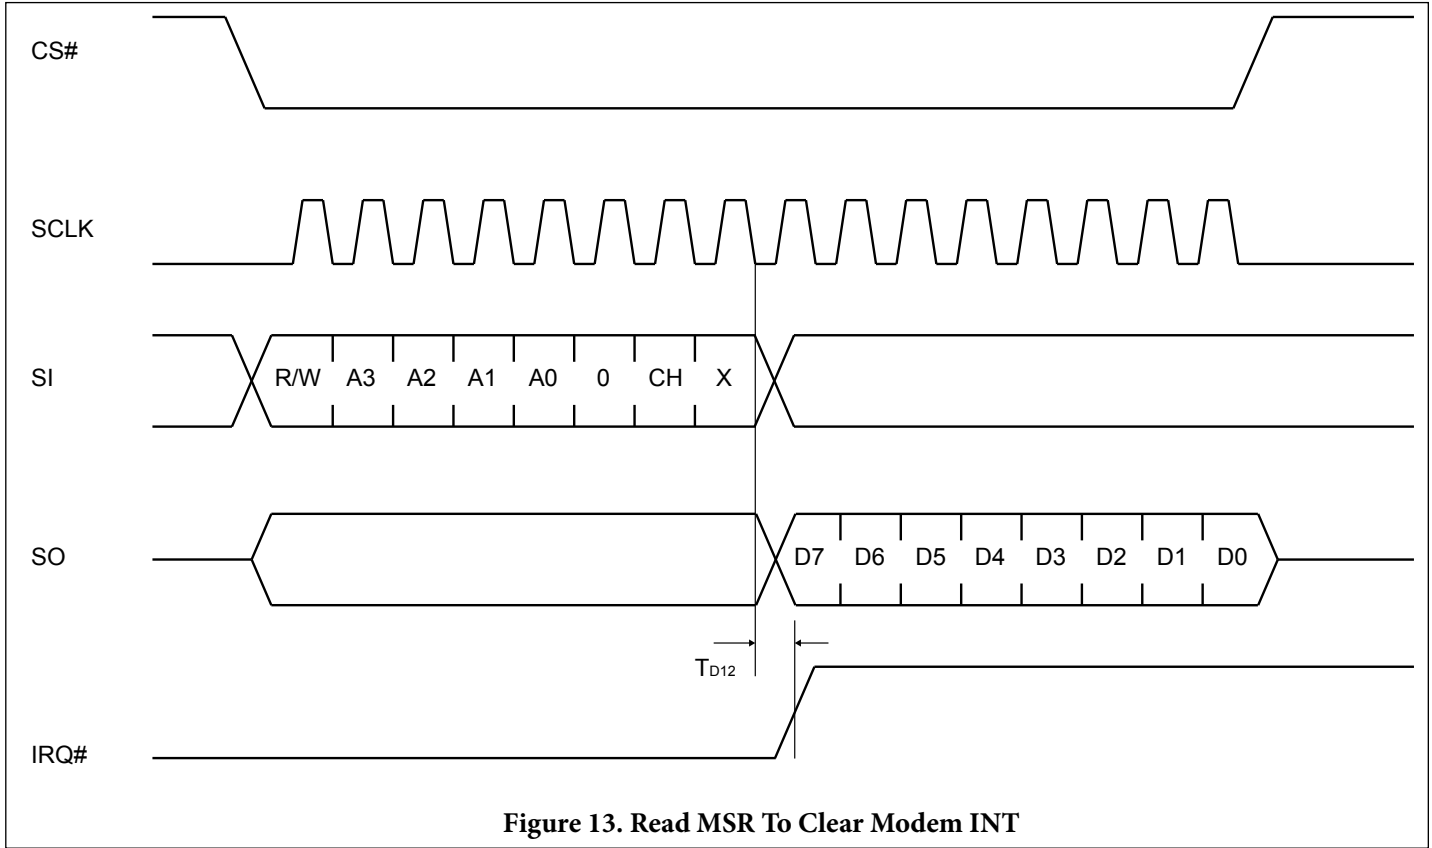 CS#
SCLK
SI
R/W A3 A2 A1 A0 0 CH X
SO
D7 D6 D5 D4 D3 D2 D1 D0
TD12
IRQ#
Figure 13. Read MSR To Clear Modem INT